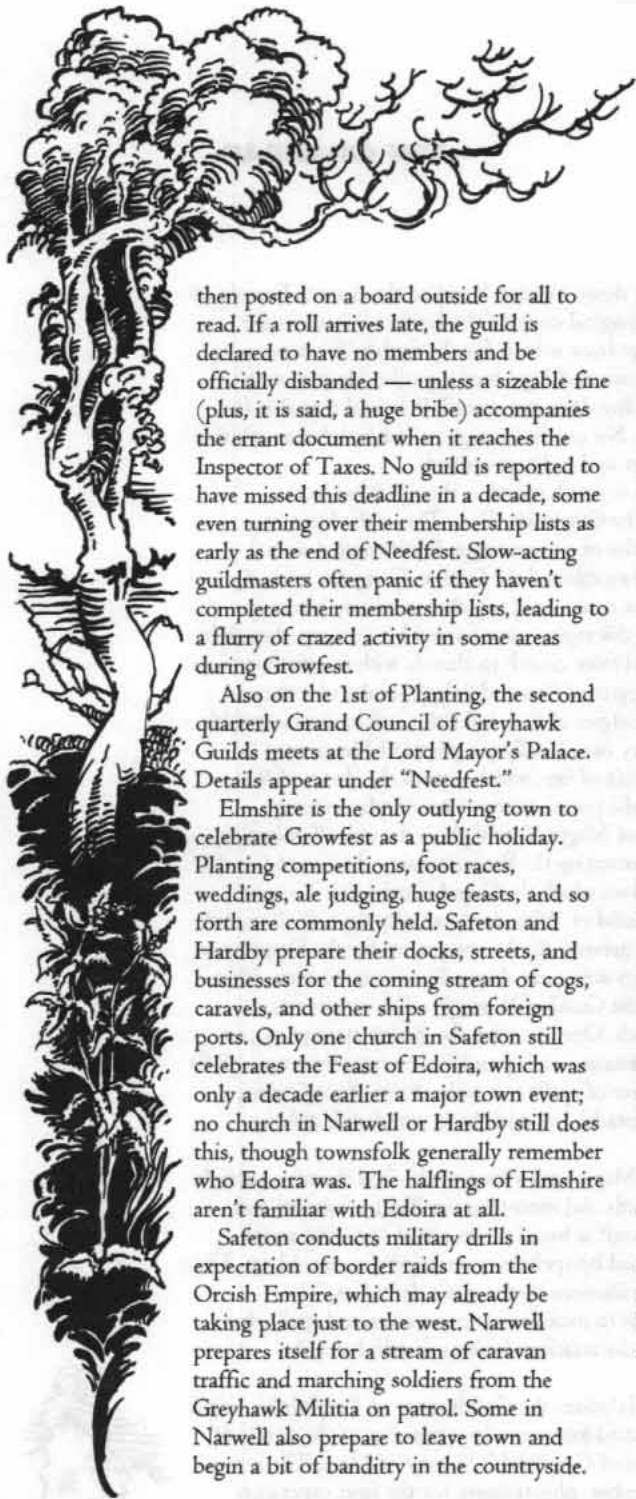 then posted on a board outside for all to
read. If a roll arrives late, the guild is
declared to have no members and be
officially disbanded — unless a sizeable fine
(plus, it is said, a huge bribe) accompanies
the errant document when it reaches the
Inspector of Taxes. No guild is reported to
have missed this deadline in a decade, some
even turning over their membership lists as
early as the end of Needfest. Slow-acting
guildmasters often panic if they haven't
completed their membership lists, leading to
a flurry of crazed activity in some areas
during Growfest.
Also on the 1st of Planting, the second
quarterly Grand Council of Greyhawk
Guilds meets at the Lord Mayor's Palace.
Details appear under "Needfest."
Elmshire is the only outlying town to
celebrate Growfest as a public holiday.
Planting competitions, foot races,
weddings, ale judging, huge feasts, and so
forth are commonly held. Safeton and
Hardby prepare their docks, streets, and
businesses for the coming stream of cogs,
caravels, and other ships from foreign
ports. Only one church in Safeton still
celebrates the Feast of Edoira, which was
only a decade earlier a major town event;
no church in Narwell or Hardby still does
this, though townsfolk generally remember
who Edoira was. The halflings of Elmshire
aren't familiar with Edoira at all.
Safeton conducts military drills in
expectation of border raids from the
Orcish Empire, which may already be
taking place just to the west. Narwell
prepares itself for a stream of caravan
traffic and marching soldiers from the
Greyhawk Militia on patrol. Some in
Narwell also prepare to leave town and
begin a bit of banditry in the countryside.